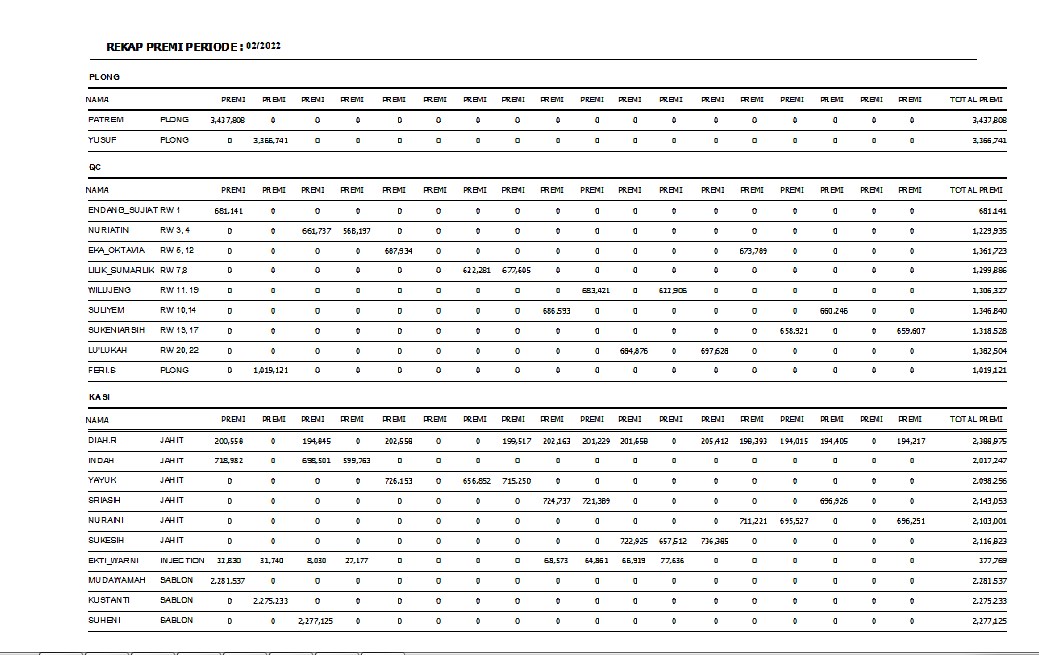 REKAP PREMI PERIODE : 02/2022
PLONG
NAMA PREMI PREMI PREMI PREMI PREMI PREMI PREMI PREMI PREMI PREMI PREMI PREMI PREMI PREMI PREMI PREMI PREMI PREMI TOTAL PREMI
PATREM PLONG 3,437,808 0 0 0 0 0 0 0 0 0 0 0 0 0 0 0 0 0 3,437,808
YUSUF PLONG 0 3,366,741 0 0 0 0 0 0 0 0 0 0 0 0 0 0 0 0 3,366,741
QC
NAMA PREMI PREMI PREMI PREMI PREMI PREMI PREMI PREMI PREMI PREMI PREMI PREMI PREMI PREMI PREMI PREMI PREMI PREMI TOTAL PREMI
ENDANG_SUJIAT RW 1 681,141 0 0 0 0 0 0 0 0 0 0 0 0 0 0 0 0 0 681,141
NURIATIN RW 3, 4 0 0 661,737 568,197 0 0 0 0 0 0 0 0 0 0 0 0 0 0 1,229,935
EKA_OKTAVIA RW 5, 12 0 0 0 0 687,934 0 0 0 0 0 0 0 0 673,789 0 0 0 0 1,361,723
LILIK_SUMARLIK RW 7,8 0 0 0 0 0 0 622,281 677,605 0 0 0 0 0 0 0 0 0 0 1,299,886
WILUJENG RW 11, 19 0 0 0 0 0 0 0 0 0 683,421 0 622,906 0 0 0 0 0 0 1,306,327
SULIYEM RW 10,14 0 0 0 0 0 0 0 0 686,593 0 0 0 0 0 0 660,246 0 0 1,346,840
SUKENIARSIH RW 13, 17 0 0 0 0 0 0 0 0 0 0 0 0 0 0 658,921 0 0 659,607 1,318,528
LU'LUKAH RW 20, 22 0 0 0 0 0 0 0 0 0 0 684,876 0 697,628 0 0 0 0 0 1,382,504
FERI.S PLONG 0 1,019,121 0 0 0 0 0 0 0 0 0 0 0 0 0 0 0 0 1,019,121
KASI
NAMA PREMI PREMI PREMI PREMI PREMI PREMI PREMI PREMI PREMI PREMI PREMI PREMI PREMI PREMI PREMI PREMI PREMI PREMI TOTAL PREMI
DIAH.R JAHIT 200,558 0 194,845 0 202,558 0 0 199,517 202,163 201,229 201,658 0 205,412 198,393 194,015 194,405 0 194,217 2,388,975
INDAH JAHIT 718,982 0 698,501 599,763 0 0 0 0 0 0 0 0 0 0 0 0 0 0 2,017,247
YAYUK JAHIT 0 0 0 0 726,153 0 656,852 715,250 0 0 0 0 0 0 0 0 0 0 2,098,256
SRIASIH JAHIT 0 0 0 0 0 0 0 0 724,737 721,389 0 0 0 0 0 696,926 0 0 2,143,053
NURAINI JAHIT 0 0 0 0 0 0 0 0 0 0 0 0 0 711,221 695,527 0 0 696,251 2,103,001
SUKESIH JAHIT 0 0 0 0 0 0 0 0 0 0 722,925 657,512 736,385 0 0 0 0 0 2,116,823
EKTI_WARNI INJECTION 32,830 31,740 8,030 27,177 0 0 0 0 68,573 64,863 66,919 77,636 0 0 0 0 0 0 377,769
MUDAWAMAH SABLON 2,281,537 0 0 0 0 0 0 0 0 0 0 0 0 0 0 0 0 0 2,281,537
KUSTANTI SABLON 0 2,275,233 0 0 0 0 0 0 0 0 0 0 0 0 0 0 0 0 2,275,233
SUHENI SABLON 0 0 2,277,125 0 0 0 0 0 0 0 0 0 0 0 0 0 0 0 2,277,125